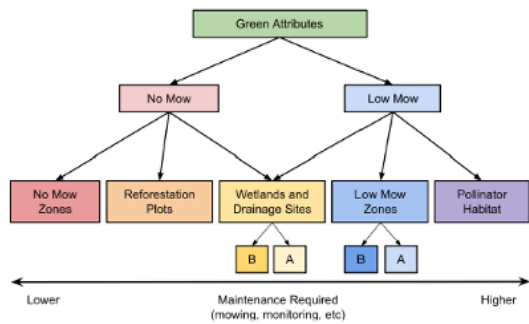 Green Attributes
No Mow
Low Mow
No Mow
Zones
Reforestation
Plots
Wetlands and
Drainage Sites
Low Mow
Zones
Pollinator
Habitat
B
A
B
A
Lower
Maintenance Required
(mowing, monitoring, etc)
Higher